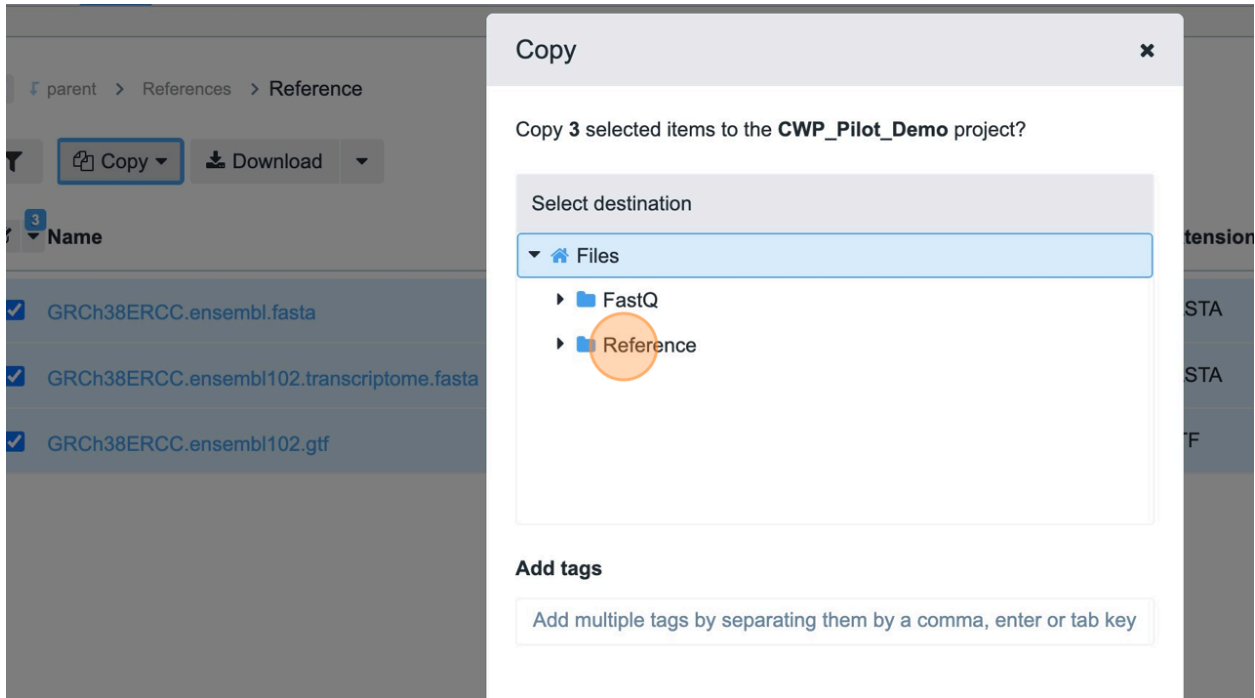 Copy
parent > References > Reference
Copy 3 selected items to the CWP_Pilot_Demo project?
Copy Download
Select destination
3
Name
Files
FastQ
GRCh38ERCC.ensembl.fasta
Reference
GRCh38ERCC.ensembl102.transcriptome.fasta
GRCh38ERCC.ensembl102.gtf
Add tags
Add multiple tags by separating them by a comma, enter or tab key